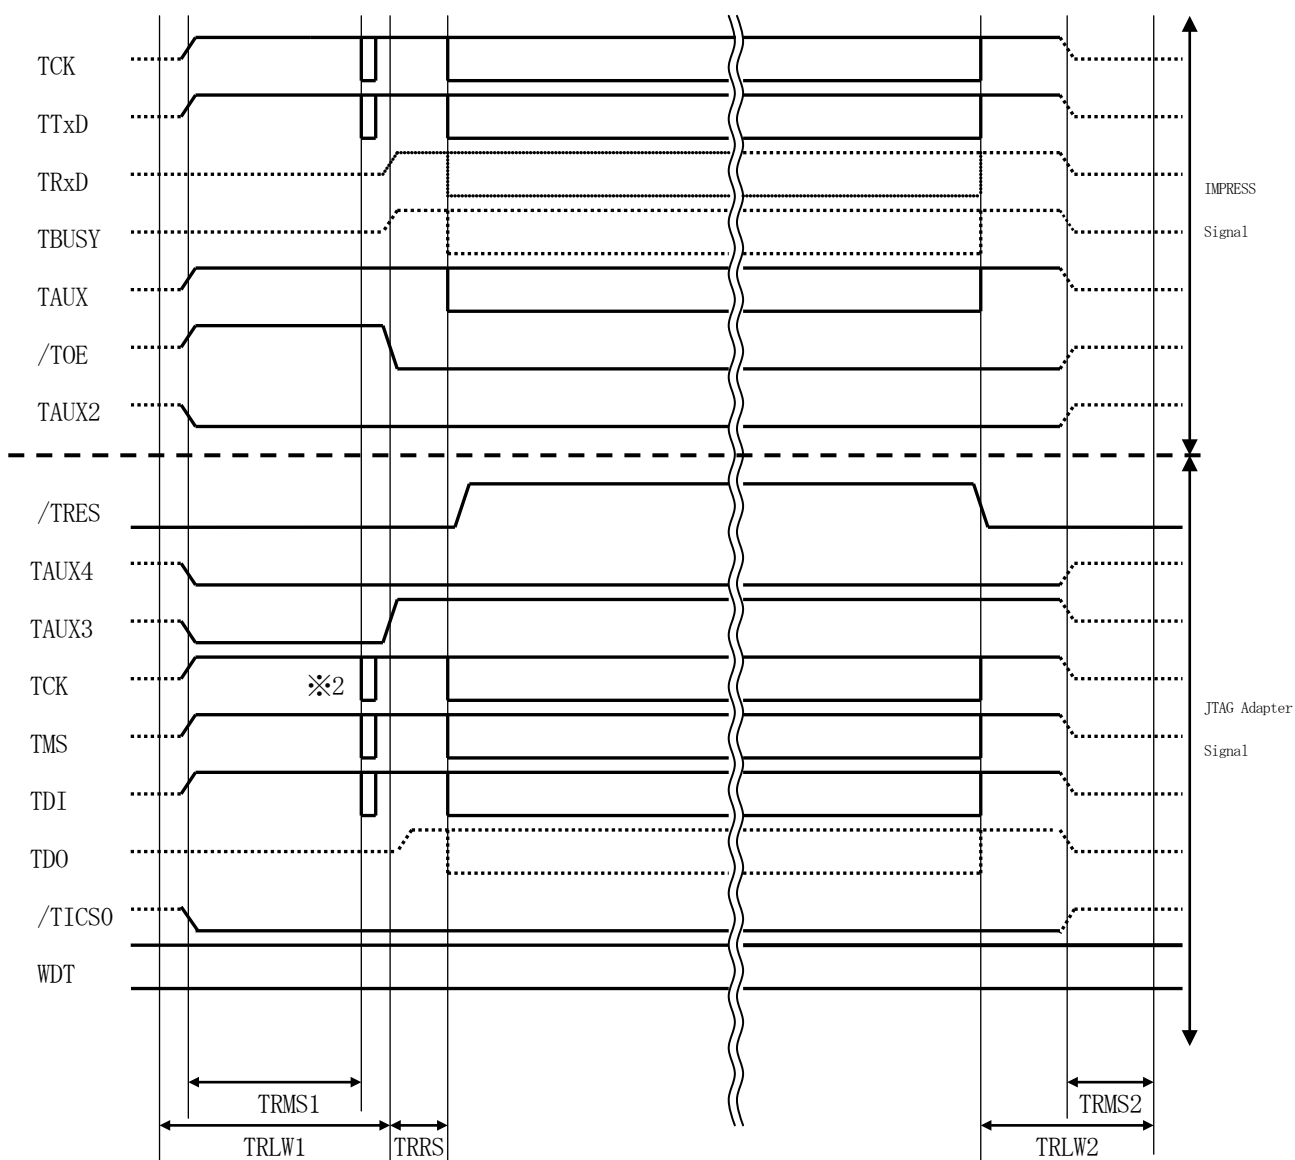 TCK
TTxD
TRxD
TBUSY
TAUX
/TOE
TAUX2
IMPRESS
Signal
/TRES
TAUX4
TAUX3
TCK
※2
TMS
TDI
TDO
/TICSO
WDT
JTAG Adapter
Signal
TRMS1
TRMS2
TRLW1
TRRS
TRLW2